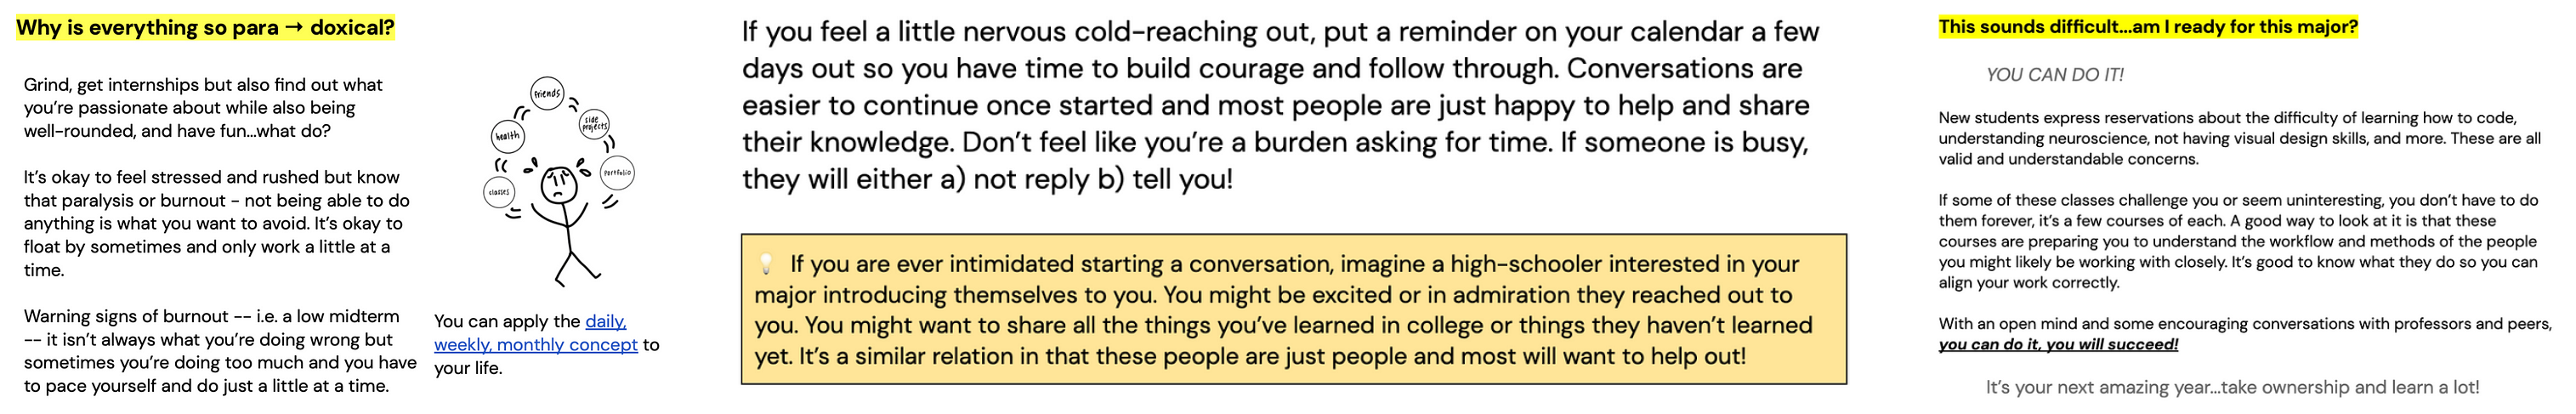 Why is everything so para → doxical?
Grind, get internships but also find out what
you're passionate about while also being
well-rounded, and have fun...what do?
It's okay to feel stressed and rushed but know
that paralysis or burnout - not being able to do
anything is what you want to avoid. It's okay to
float by sometimes and only work a little at a
time.
Warning signs of burnout -- i.e. a low midterm
-- it isn't always what you're doing wrong but
sometimes you're doing too much and you have
to pace yourself and do just a little at a time.
friends
side
projects
health
portfolio
classes
You can apply the daily,
weekly, monthly concept to
your life.
If you feel a little nervous cold-reaching out, put a reminder on your calendar a few
days out so you have time to build courage and follow through. Conversations are
easier to continue once started and most people are just happy to help and share
their knowledge. Don't feel like you're a burden asking for time. If someone is busy,
they will either a) not reply b) tell you!
💡 If you are ever intimidated starting a conversation, imagine a high-schooler interested in your
major introducing themselves to you. You might be excited or in admiration they reached out to
you. You might want to share all the things you've learned in college or things they haven't learned
yet. It's a similar relation in that these people are just people and most will want to help out!
This sounds difficult...am I ready for this major?
YOU CAN DO IT!
New students express reservations about the difficulty of learning how to code,
understanding neuroscience, not having visual design skills, and more. These are all
valid and understandable concerns.
If some of these classes challenge you or seem uninteresting, you don't have to do
them forever, it's a few courses of each. A good way to look at it is that these
courses are preparing you to understand the workflow and methods of the people
you might likely be working with closely. It's good to know what they do so you can
align your work correctly.
With an open mind and some encouraging conversations with professors and peers,
you can do it, you will succeed!
It's your next amazing year...take ownership and learn a lot!